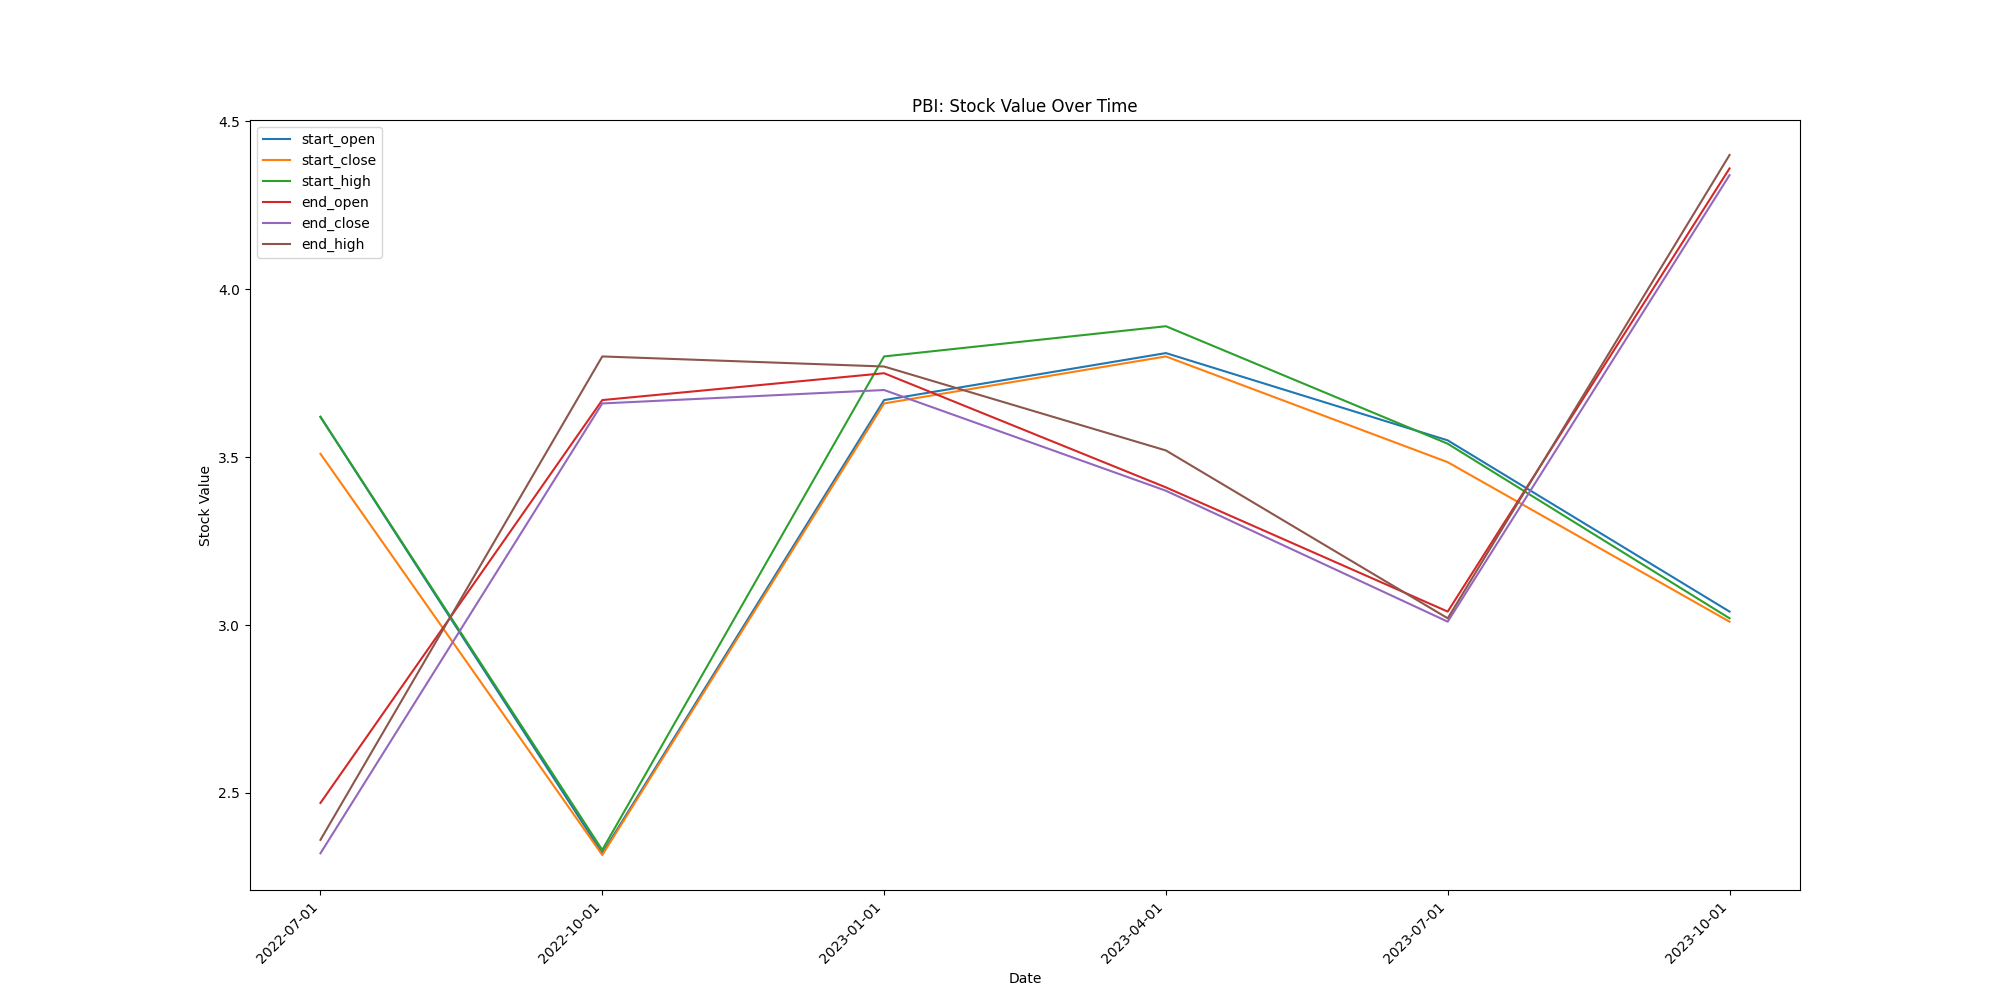 PBI: Stock Value Over Time
4.5
4.0
3.5
3.0
2.5
Stock Value
start_open
start_close
start_high
end_open
end_close
end_high
2022-07-01
2022-10-01
2023-01-01
2023-04-01
2023-07-01
2023-10-01
Date